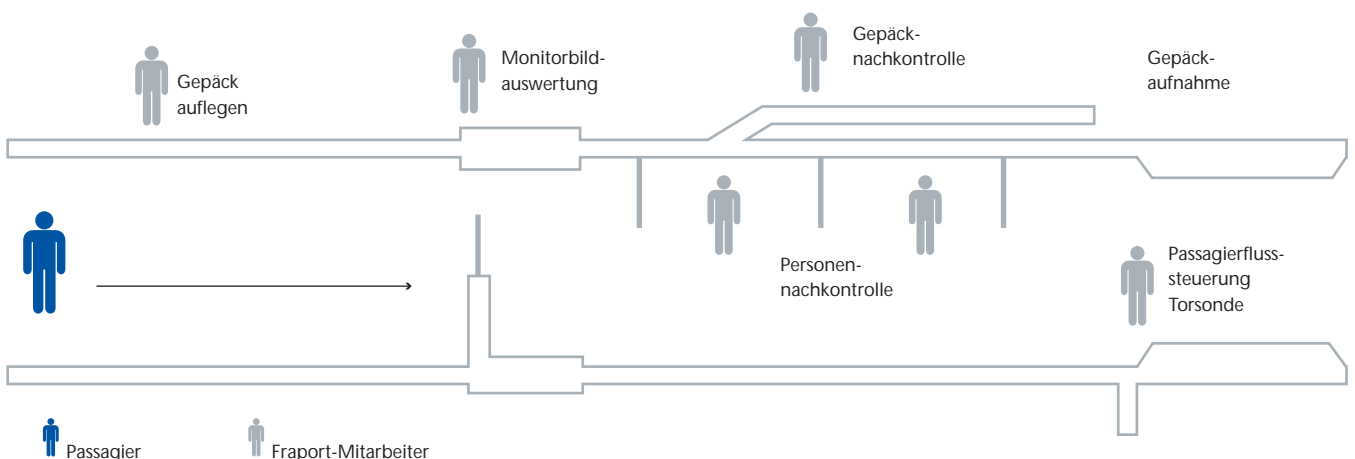 Gepäck
auflegen
Monitorbild-
auswertung
Gepäck-
nachkontrolle
Gepäck-
aufnahme
Personen-
nachkontrolle
Passagierfluss-
steuerung
Torsonde
Passagier
Fraport-Mitarbeiter